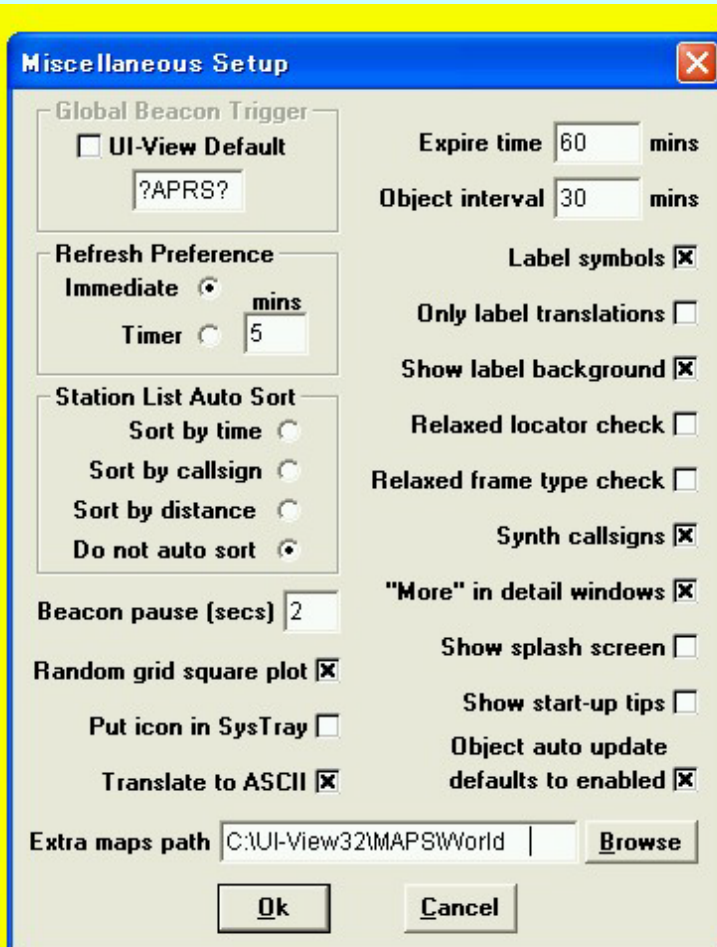 Miscellaneous Setup
Global Beacon Trigger
UI-View Default
?APRS?
Refresh Preference
Immediate
mins
Timer 5
Station List Auto Sort
Sort by time
Sort by callsign
Sort by distance
Do not auto sort
Beacon pause (secs) 2
Random grid square plot
Put icon in SysTray
Translate to ASCII
Expire time 60 mins
Object interval 30 mins
Label symbols
Only label translations
Show label background
Relaxed locator check
Relaxed frame type check
Synth callsigns
"More" in detail windows
Show splash screen
Show start-up tips
Object auto update
defaults to enabled
Extra maps path C:\UI-View32\MAPS\World Browse
Ok Cancel